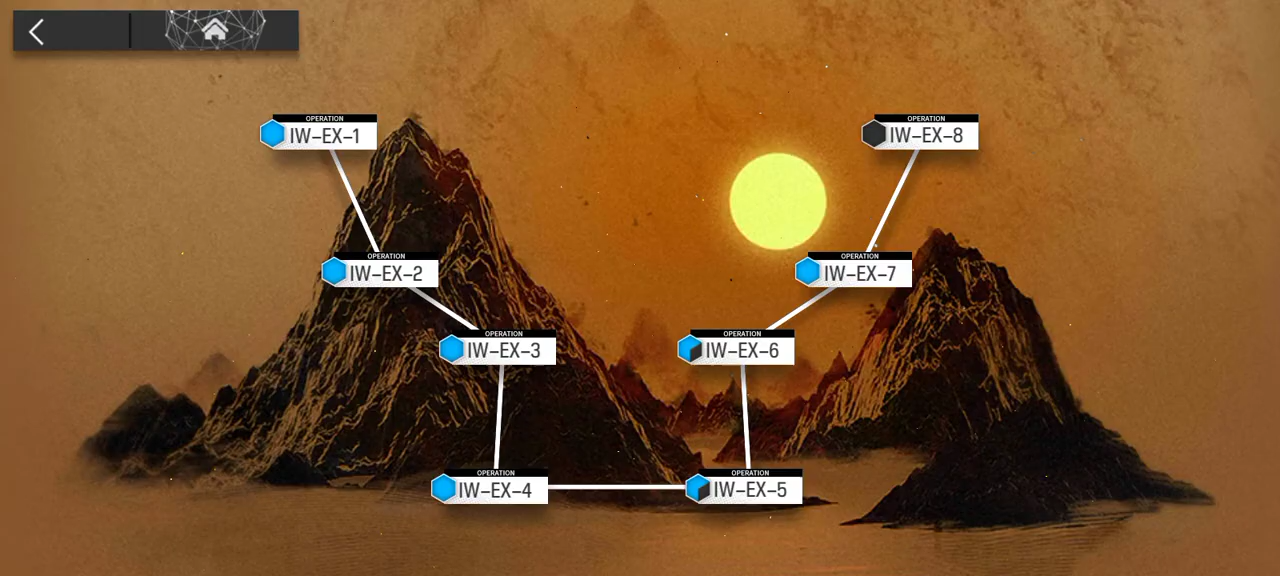 OPERATION
IW-EX-1
OPERATION
IW-EX-8
OPERATION
IW-EX-2
OPERATION
IW-EX-7
OPERATION
IW-EX-3
OPERATION
IW-EX-6
OPERATION
IW-EX-4
OPERATION
IW-EX-5